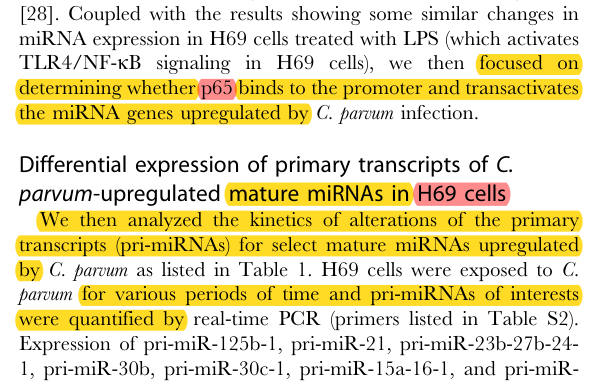 [28]. Coupled with the results showing some similar changes in
miRNA expression in H69 cells treated with LPS (which activates
TLR4/NF-κB signaling in H69 cells), we then focused on
determining whether p65 binds to the promoter and transactivates
the miRNA genes upregulated by C. parvum infection.
Differential expression of primary transcripts of C.
parvum-upregulated mature miRNAs in H69 cells
We then analyzed the kinetics of alterations of the primary
transcripts (pri-miRNAs) for select mature miRNAs upregulated
by C. parvum as listed in Table 1. H69 cells were exposed to C.
parvum for various periods of time and pri-miRNAs of interests
were quantified by real-time PCR (primers listed in Table S2).
Expression of pri-miR-125b-1, pri-miR-21, pri-miR-23b-27b-24-
1, pri-miR-30b, pri-miR-30c-1, pri-miR-15a-16-1, and pri-miR-